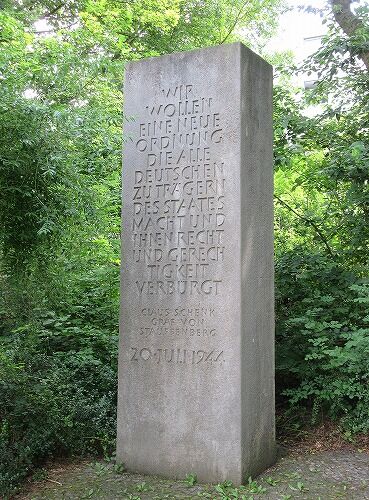 WIR
WOLLEN
EINE NEUE
ORDNUNG
DIE ALLE
DEUTSCHEN
ZU TRÄGERN
DES STAATES
MACHT UND
IHNEN RECHT
UND GERECH
TIGKEIT
VERBÜRGT
CLAUS SCHENK
GRAF VON
STAUFFENBERG
20·JULI 1944